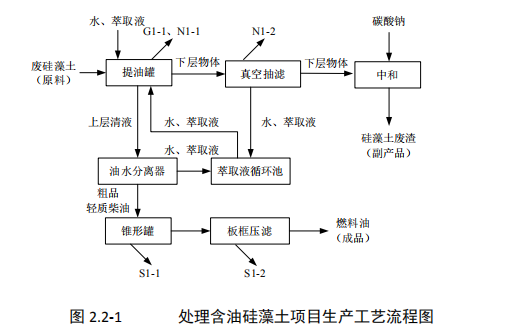 水、萃取液
G1-1、N1-1
N1-2
碳酸钠
废硅藻土
（原料）
提油罐
下层物体
真空抽滤
下层物体
中和
上层清液
水、萃取液
水、萃取液
水、萃取液
硅藻土废渣
（副产品）
油水分离器
萃取液循环池
粗品
轻质柴油
锥形罐
板框压滤
燃料油
（成品）
S1-1
S1-2
图 2.2-1 处理含油硅藻土项目生产工艺流程图